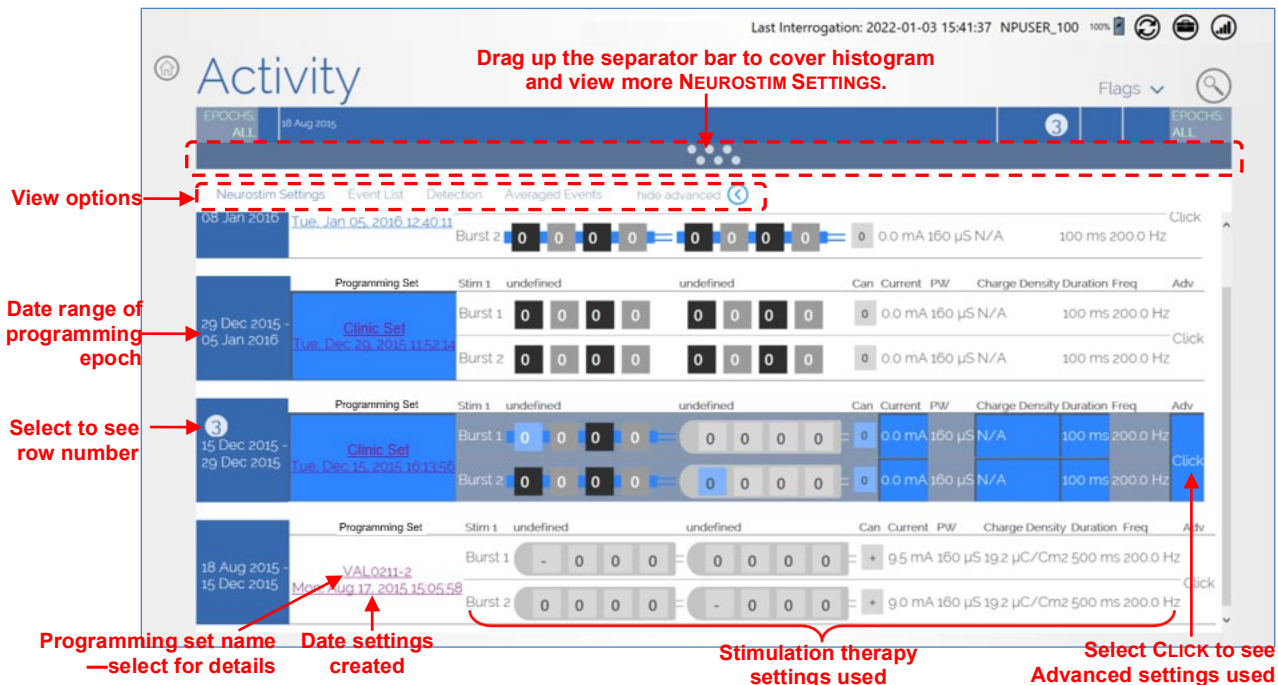 Last Interrogation: 2022-01-03 15:41:37 NPUSER_100 100%
Activity
Drag up the separator bar to cover histogram
and view more NEUROSTIM SETTINGS.
Flags
EPOCHS:
ALL
18 Aug 2015
3
EPOCHS:
ALL
View options
Neurostim Settings Event List Detection Averaged Events hide advanced
08 Jan 2016
Tue, Jan 05, 2016 12:40:11
Burst 2 0 0 0 0 0 0 0 0 0 0.0 mA 160 µS N/A 100 ms 200.0 Hz
Click
Date range of
programming
epoch
Programming Set Stim 1 undefined undefined Can Current PW Charge Density Duration Freq Adv
29 Dec 2015 -
05 Jan 2016
Clinic Set
Tue, Dec 29, 2015 11:52:14
Burst 1 0 0 0 0 0 0 0 0 0 0.0 mA 160 µS N/A 100 ms 200.0 Hz
Click
Burst 2 0 0 0 0 0 0 0 0 0 0.0 mA 160 µS N/A 100 ms 200.0 Hz
Select to see
row number
Programming Set Stim 1 undefined undefined Can Current PW Charge Density Duration Freq Adv
3
15 Dec 2015 -
29 Dec 2015
Clinic Set
Tue, Dec 15, 2015 16:13:56
Burst 1 0 0 0 0 0 0 0 0 0 0.0 mA 160 µS N/A 100 ms 200.0 Hz
Click
Burst 2 0 0 0 0 0 0 0 0 0 0.0 mA 160 µS N/A 100 ms 200.0 Hz
Programming Set Stim 1 undefined undefined Can Current PW Charge Density Duration Freq Adv
18 Aug 2015 -
15 Dec 2015
VAL0211-2
Mon, Aug 17, 2015 15:05:58
Burst 1 - 0 0 0 0 0 0 0 + 9.5 mA 160 µS 19.2 µC/Cm2 500 ms 200.0 Hz
Click
Burst 2 0 0 0 0 - 0 0 0 + 9.0 mA 160 µS 19.2 µC/Cm2 500 ms 200.0 Hz
Programming set name
—select for details
Date settings
created
Stimulation therapy
settings used
Select CLICK to see
Advanced settings used